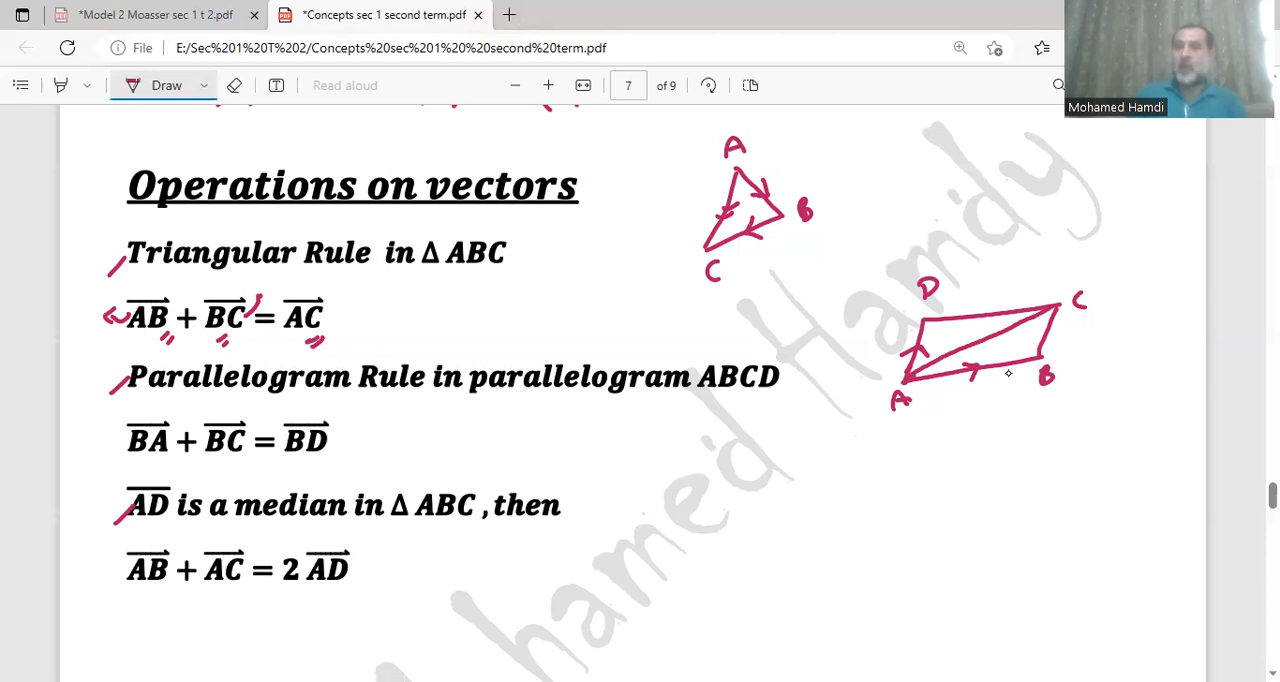 *Model 2 Moasser sec 1 t 2.pdf
*Concepts sec 1 second term.pdf
File E:/Sec%201%20T%202/Concepts%20sec%201%20%20second%20term.pdf
Draw Read aloud 7 of 9
Mohamed Hamdi
Operations on vectors
Triangular Rule in Δ ABC
AB + BC = AC
Parallelogram Rule in parallelogram ABCD
BA + BC = BD
AD is a median in Δ ABC , then
AB + AC = 2 AD
A
B
C
D
C
A
B
hamed Hamdy